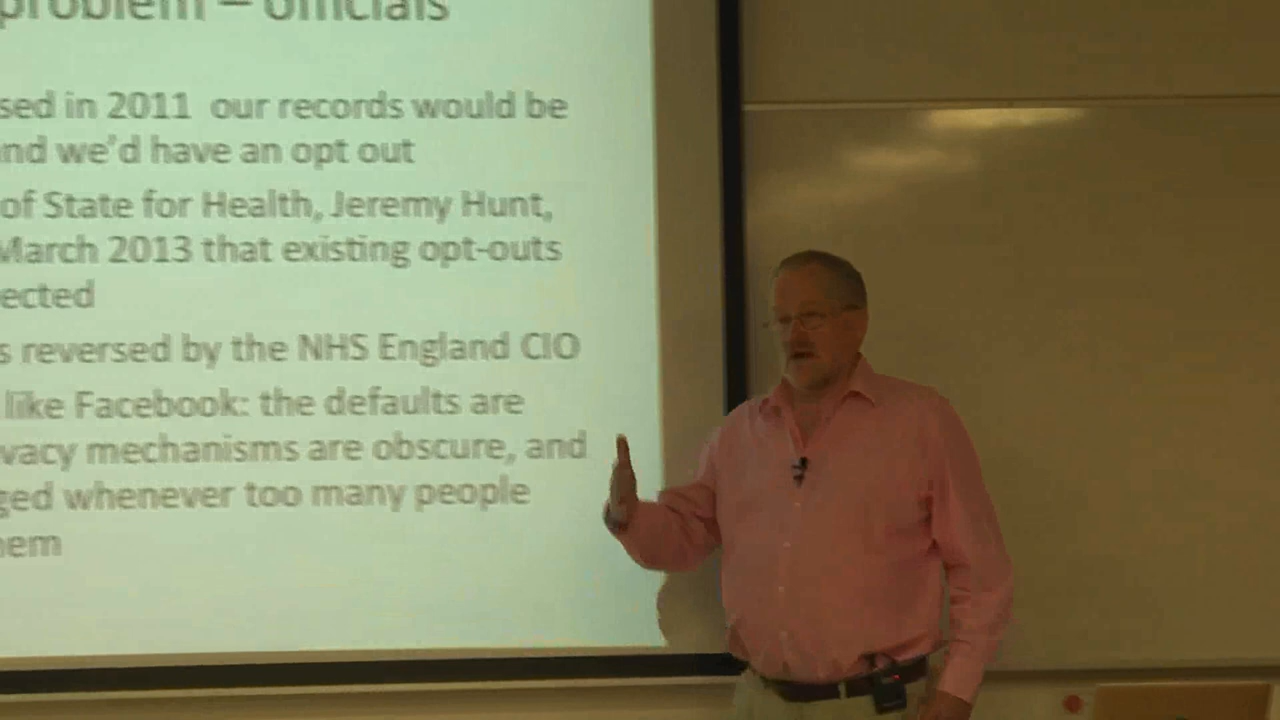 problem – officials
sed in 2011 our records would be
nd we'd have an opt out
of State for Health, Jeremy Hunt,
March 2013 that existing opt-outs
ected
s reversed by the NHS England CIO
like Facebook: the defaults are
vacy mechanisms are obscure, and
ged whenever too many people
hem